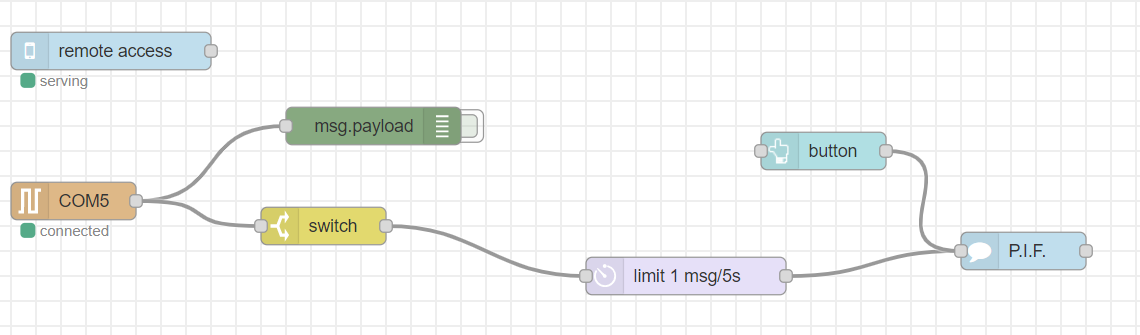 remote access
serving
msg.payload
button
COM5
connected
switch
P.I.F.
limit 1 msg/5s